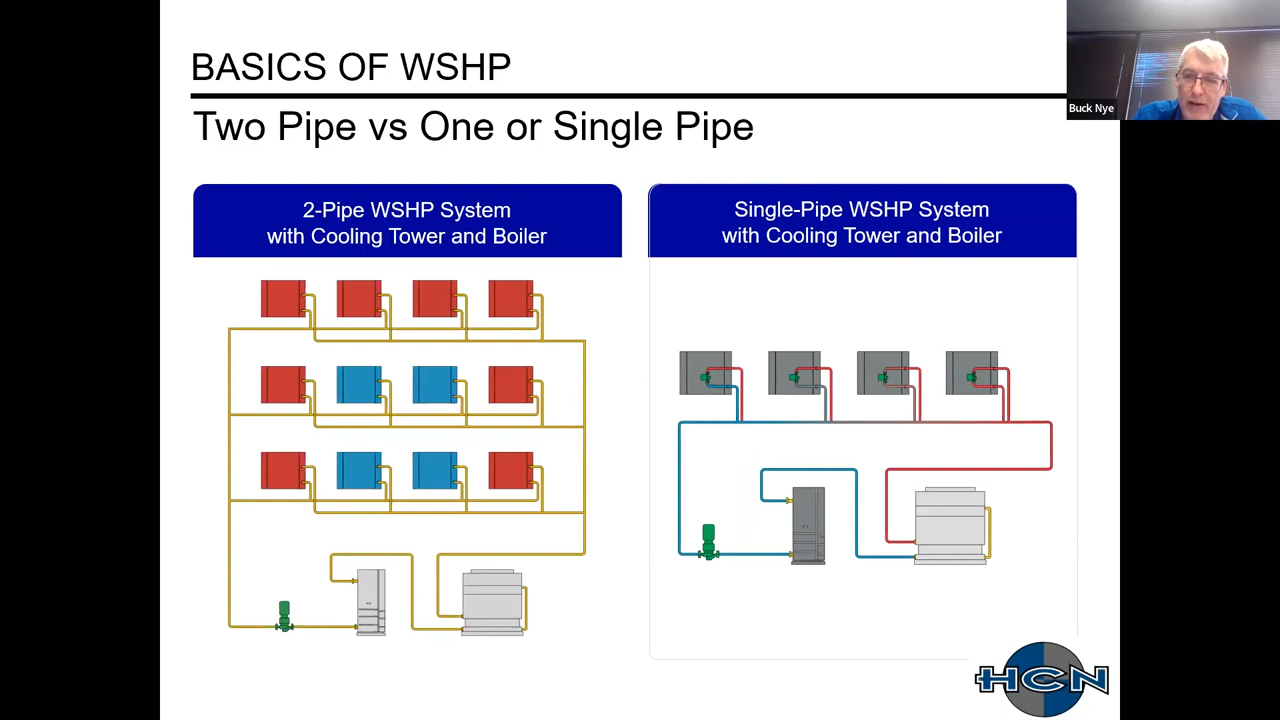 BASICS OF WSHP
Two Pipe vs One or Single Pipe
Buck Nye
2-Pipe WSHP System
with Cooling Tower and Boiler
Single-Pipe WSHP System
with Cooling Tower and Boiler
HCN